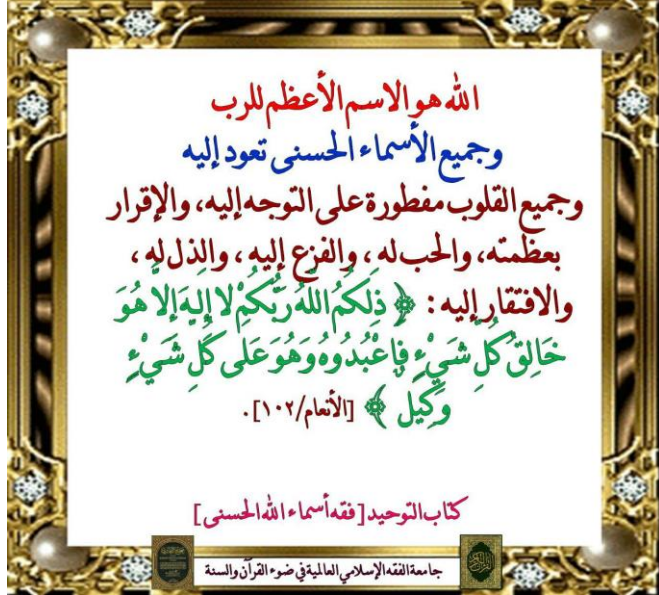 الله هو الاسم الأعظم للرب
وجميع الأسماء الحسنى تعود إليه
وجميع القلوب مفطورة على التوجه إليه، والإقرار
بعظمته، والحب له، والفزع إليه، والذل له،
والافتقار إليه: ﴿ ذَلِكُمُ اللَّهُ رَبُّكُمْ لا إِلَهَ إِلاَّ هُوَ
خَالِقُ كُلِّ شَيْءٍ فَاعْبُدُوهُ وَهُوَ عَلَى كُلِّ شَيْءٍ
وَكِيلٌ ﴾ [الأنعام/١٠٢].
كتاب التوحيد [فقه أسماء الله الحسنى]
جامعة الفقه الإسلامي العالمية في ضوء القرآن والسنة